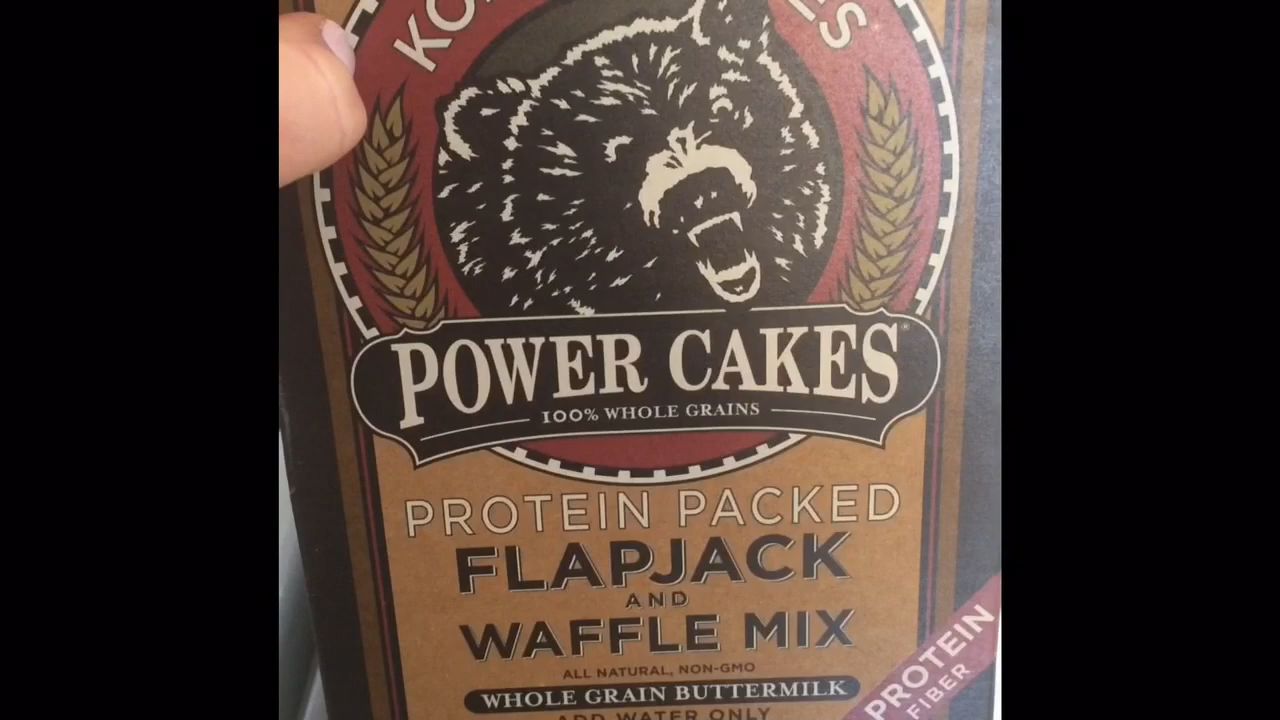 POWER CAKES®
100% WHOLE GRAINS
PROTEIN PACKED
FLAPJACK
AND
WAFFLE MIX
ALL NATURAL, NON-GMO
WHOLE GRAIN BUTTERMILK
ADD WATER ONLY
PROTEIN
FIBER